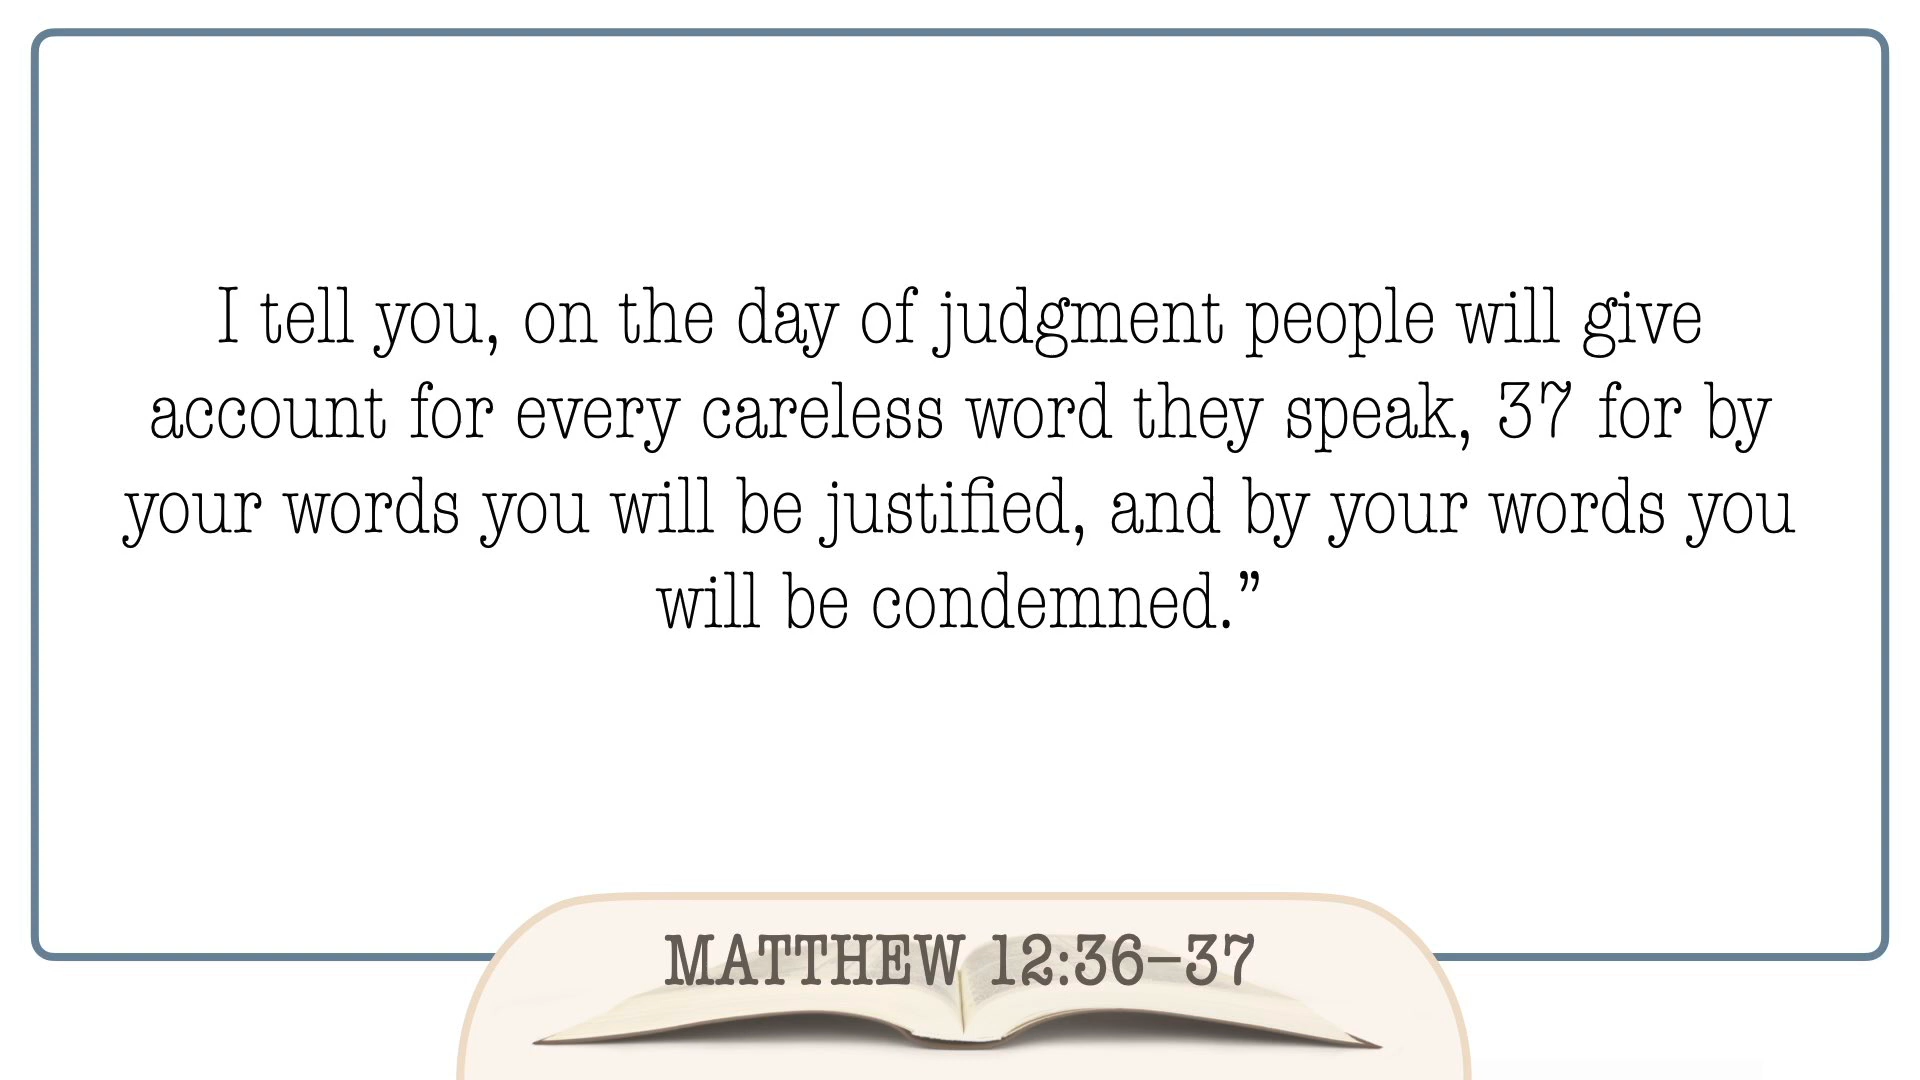 I tell you, on the day of judgment people will give
account for every careless word they speak, 37 for by
your words you will be justified, and by your words you
will be condemned.”
MATTHEW 12:36–37